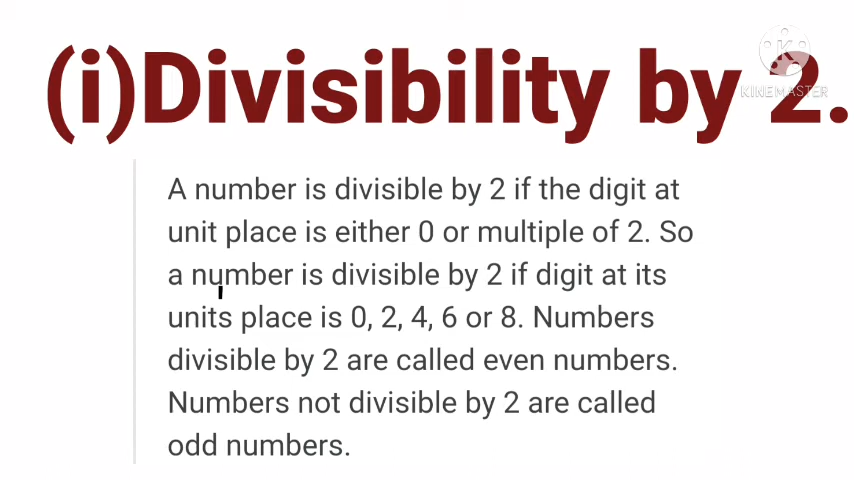 (i)Divisibility by 2.
KINEMASTER
A number is divisible by 2 if the digit at
unit place is either 0 or multiple of 2. So
a number is divisible by 2 if digit at its
units place is 0, 2, 4, 6 or 8. Numbers
divisible by 2 are called even numbers.
Numbers not divisible by 2 are called
odd numbers.